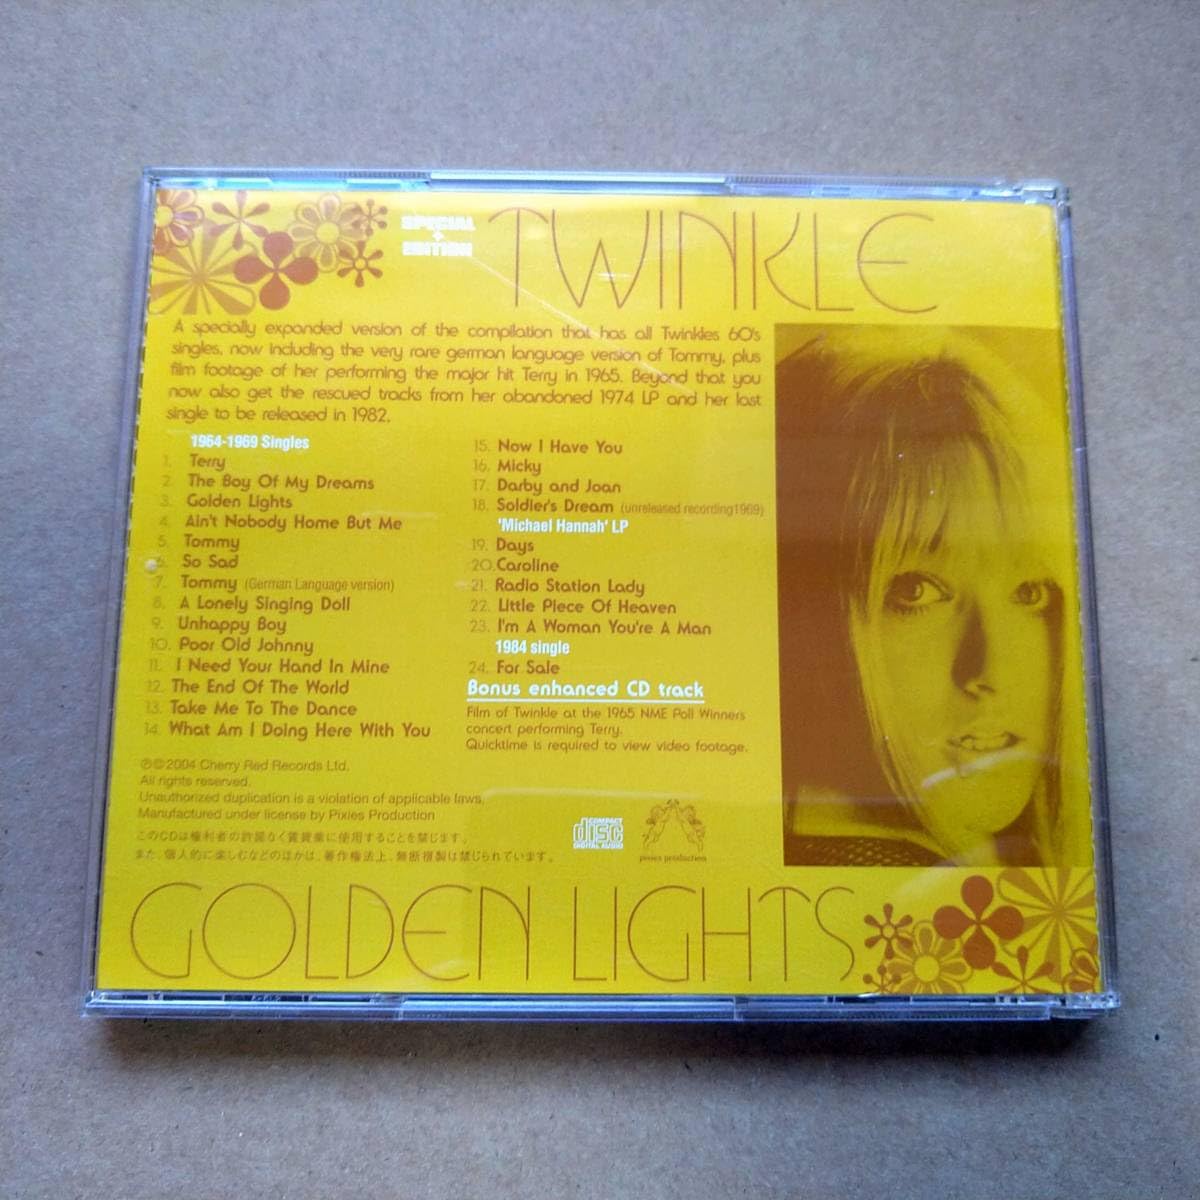 SPECIAL
+
EDITION
TWINKLE
A specially expanded version of the compilation that has all Twinkles 60's
singles, now including the very rare german language version of Tommy, plus
film footage of her performing the major hit Terry in 1965. Beyond that you
now also get the rescued tracks from her abandoned 1974 LP and her last
single to be released in 1982.
1964-1969 Singles
1. Terry
2. The Boy Of My Dreams
3. Golden Lights
4. Ain't Nobody Home But Me
5. Tommy
6. So Sad
7. Tommy (German Language version)
8. A Lonely Singing Doll
9. Unhappy Boy
10. Poor Old Johnny
11. I Need Your Hand In Mine
12. The End Of The World
13. Take Me To The Dance
14. What Am I Doing Here With You
15. Now I Have You
16. Micky
17. Darby and Joan
18. Soldier's Dream (unreleased recording1969)
'Michael Hannah' LP
19. Days
20. Caroline
21. Radio Station Lady
22. Little Piece Of Heaven
23. I'm A Woman You're A Man
1984 single
24. For Sale
Bonus enhanced CD track
Film of Twinkle at the 1965 NME Poll Winners
concert performing Terry.
Quicktime is required to view video footage.
℗©2004 Cherry Red Records Ltd.
All rights reserved.
Unauthorized duplication is a violation of applicable laws.
Manufactured under license by Pixies Production
このCDは権利者の許諾なく賃貸業に使用することを禁じます。
また、個人的に楽しむなどのほかは、著作権法上、無断複製は禁じられています。
COMPACT
disc
DIGITAL AUDIO
pixies production
GOLDEN LIGHTS